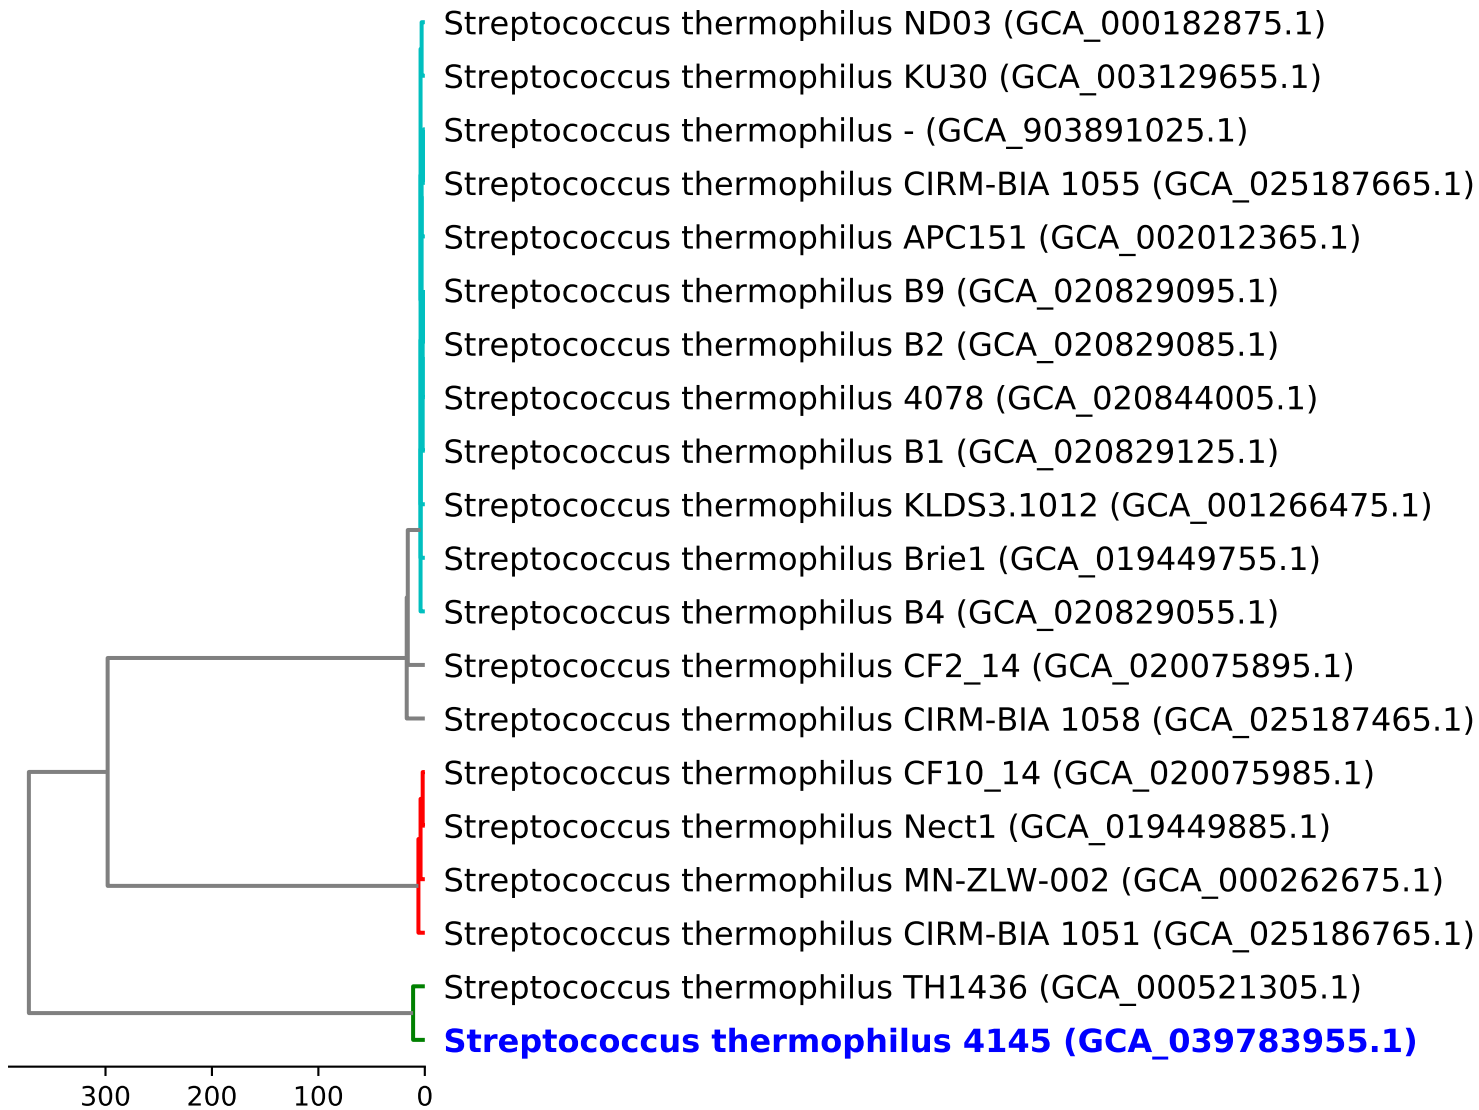 Streptococcus thermophilus ND03 (GCA_000182875.1)
Streptococcus thermophilus KU30 (GCA_003129655.1)
Streptococcus thermophilus - (GCA_903891025.1)
Streptococcus thermophilus CIRM-BIA 1055 (GCA_025187665.1)
Streptococcus thermophilus APC151 (GCA_002012365.1)
Streptococcus thermophilus B9 (GCA_020829095.1)
Streptococcus thermophilus B2 (GCA_020829085.1)
Streptococcus thermophilus 4078 (GCA_020844005.1)
Streptococcus thermophilus B1 (GCA_020829125.1)
Streptococcus thermophilus KLDS3.1012 (GCA_001266475.1)
Streptococcus thermophilus Brie1 (GCA_019449755.1)
Streptococcus thermophilus B4 (GCA_020829055.1)
Streptococcus thermophilus CF2_14 (GCA_020075895.1)
Streptococcus thermophilus CIRM-BIA 1058 (GCA_025187465.1)
Streptococcus thermophilus CF10_14 (GCA_020075985.1)
Streptococcus thermophilus Nect1 (GCA_019449885.1)
Streptococcus thermophilus MN-ZLW-002 (GCA_000262675.1)
Streptococcus thermophilus CIRM-BIA 1051 (GCA_025186765.1)
Streptococcus thermophilus TH1436 (GCA_000521305.1)
Streptococcus thermophilus 4145 (GCA_039783955.1)
300 200 100 0